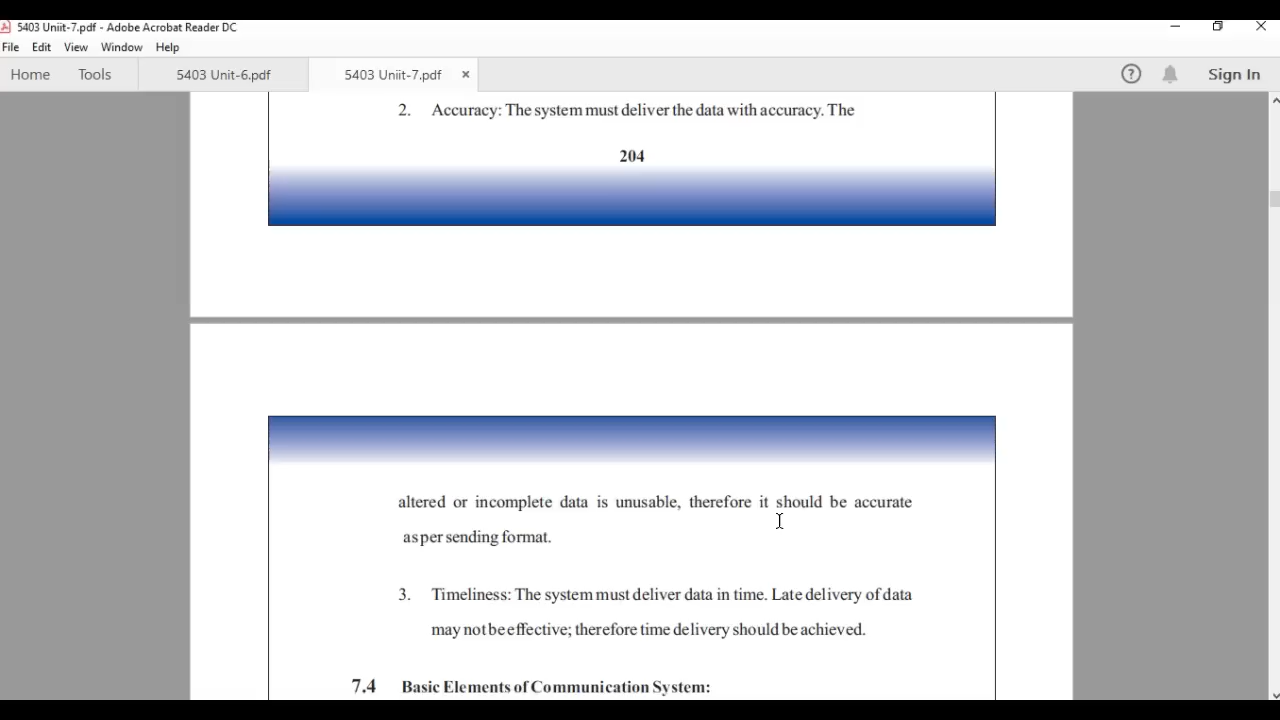 5403 Uniit-7.pdf - Adobe Acrobat Reader DC
File Edit View Window Help
Home Tools 5403 Unit-6.pdf 5403 Uniit-7.pdf × ? Sign In
2. Accuracy: The system must deliver the data with accuracy. The
204
altered or incomplete data is unusable, therefore it should be accurate
as per sending format.
3. Timeliness: The system must deliver data in time. Late delivery of data
may not be effective; therefore time delivery should be achieved.
7.4 Basic Elements of Communication System: